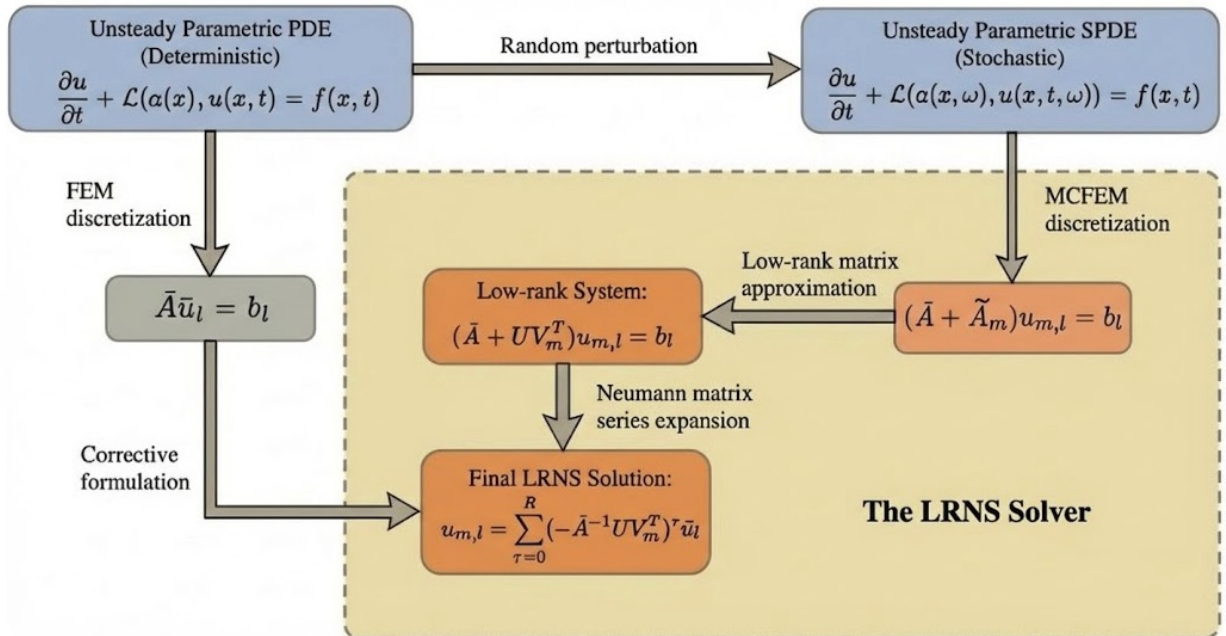 Unsteady Parametric PDE
(Deterministic)
∂u/∂t + ℒ(a(x), u(x, t) = f(x, t)
Random perturbation
Unsteady Parametric SPDE
(Stochastic)
∂u/∂t + ℒ(a(x, ω), u(x, t, ω)) = f(x, t)
FEM
discretization
MCFEM
discretization
Āū_l = b_l
Low-rank System:
(Ā + UV_m^T)u_{m,l} = b_l
Low-rank matrix
approximation
(Ā + Ã_m)u_{m,l} = b_l
Neumann matrix
series expansion
Corrective
formulation
Final LRNS Solution:
u_{m,l} = ∑_{τ=0}^{R} (-Ā^{-1}UV_m^T)^τ ū_l
The LRNS Solver